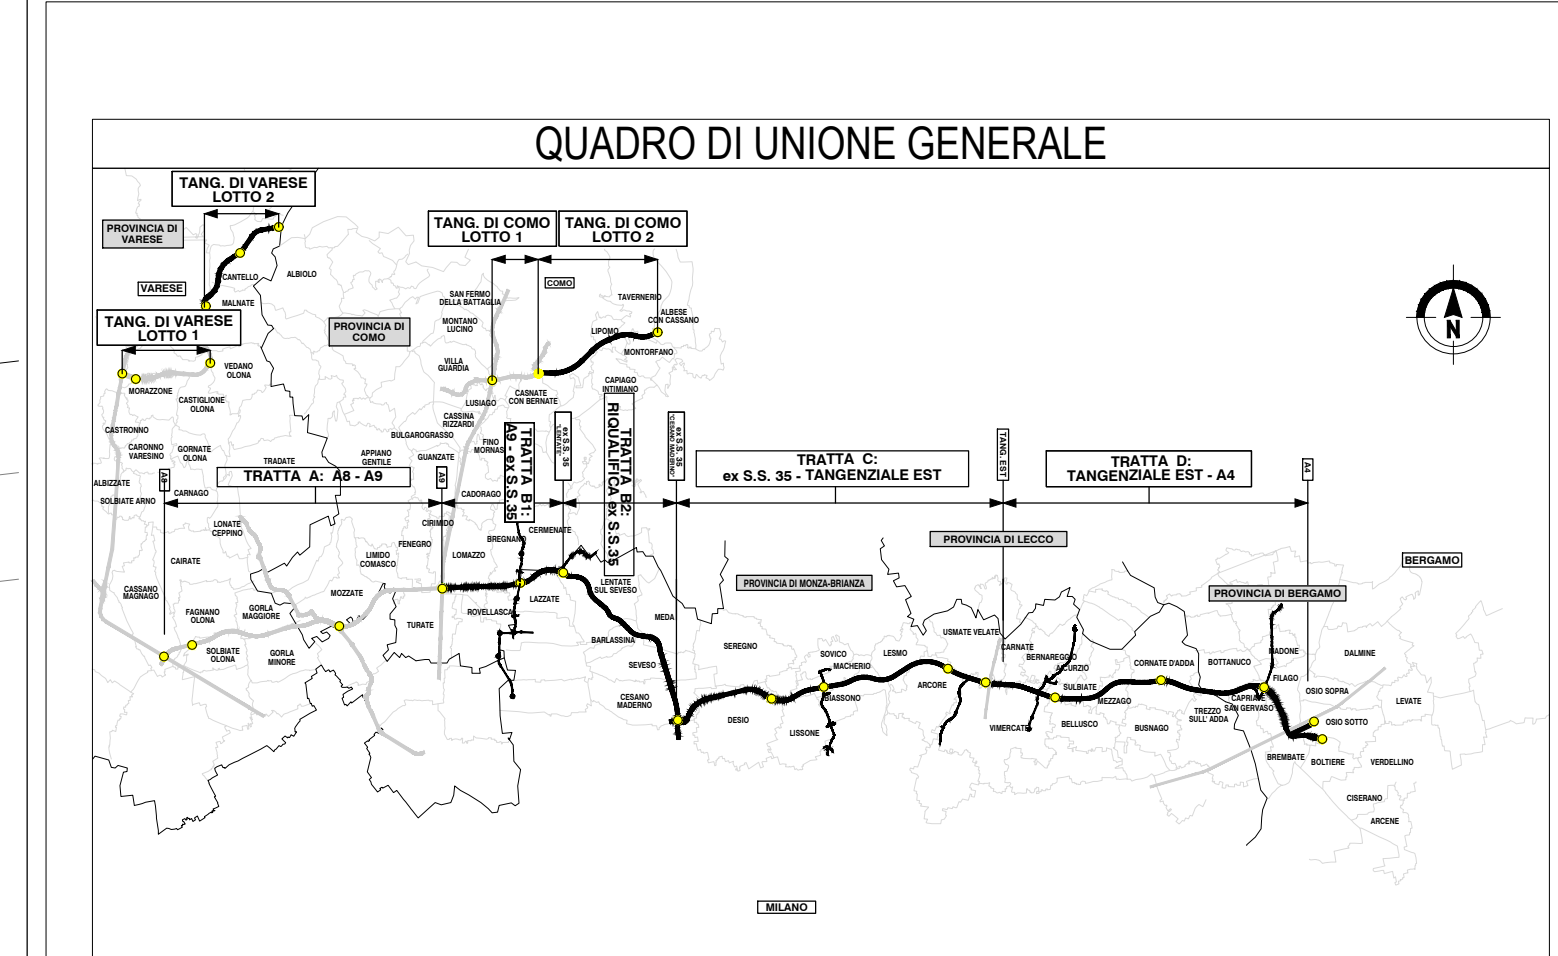 QUADRO DI UNIONE GENERALE
TANG. DI VARESE
LOTTO 2
PROVINCIA DI
VARESE
CANTELLO
ALBIOLO
VARESE
MALNATE
TANG. DI VARESE
LOTTO 1
VEDANO
OLONA
MORAZZONE
CASTIGLIONE
OLONA
CASTRONNO
CARONNO
VARESINO
GORNATE
OLONA
ALBIZZATE
SOLBIATE ARNO
CARNAGO
TRADATE
TANG. DI COMO
LOTTO 1
TANG. DI COMO
LOTTO 2
COMO
SAN FERMO
DELLA BATTAGLIA
TAVERNERIO
ALBESE
CON CASSANO
MONTANO
LUCINO
LIPOMO
PROVINCIA DI
COMO
MONTORFANO
VILLA
GUARDIA
CAPIAGO
INTIMIANO
CASNATE
CON BERNATE
LUSIAGO
CASSINA
RIZZARDI
BULGAROGRASSO
FINO
MORNAS
APPIANO
GENTILE
GUANZATE
N
A8
TRATTA A: A8 - A9
A9
TRATTA B1:
A9 - ex S.S.35
ex S.S. 35
"LENTATE"
TRATTA B2:
RIQUALIFICA ex S.S.35
ex S.S. 35
"CESANO MADERNO"
TRATTA C:
ex S.S. 35 - TANGENZIALE EST
TANG. EST
TRATTA D:
TANGENZIALE EST - A4
A4
CADORAGO
CIRIMIDO
LONATE
CEPPINO
FENEGRO
LOMAZZO
BREGNANO
CERMENATE
LIMIDO
COMASCO
CAIRATE
CASSANO
MAGNAGO
MOZZATE
FAGNANO
OLONA
GORLA
MAGGIORE
TURATE
ROVELLASCA
LAZZATE
LENTATE
SUL SEVESO
SOLBIATE
OLONA
GORLA
MINORE
MEDA
BARLASSINA
SEVESO
CESANO
MADERNO
PROVINCIA DI LECCO
PROVINCIA DI MONZA-BRIANZA
BERGAMO
PROVINCIA DI BERGAMO
SEREGNO
SOVICO
MACHERIO
LESMO
USMATE VELATE
CARNATE
BERNAREGGIO
AICURZIO
SULBIATE
CORNATE D'ADDA
BOTTANUCO
MADONE
DALMINE
FILAGO
ARCORE
BIASSONO
MEZZAGO
CAPRIATE
SAN GERVASO
OSIO SOPRA
LEVATE
DESIO
LISSONE
VIMERCATE
BELLUSCO
BUSNAGO
TREZZO
SULL' ADDA
OSIO SOTTO
BREMBATE
BOLTIERE
VERDELLINO
CISERANO
ARCENE
MILANO